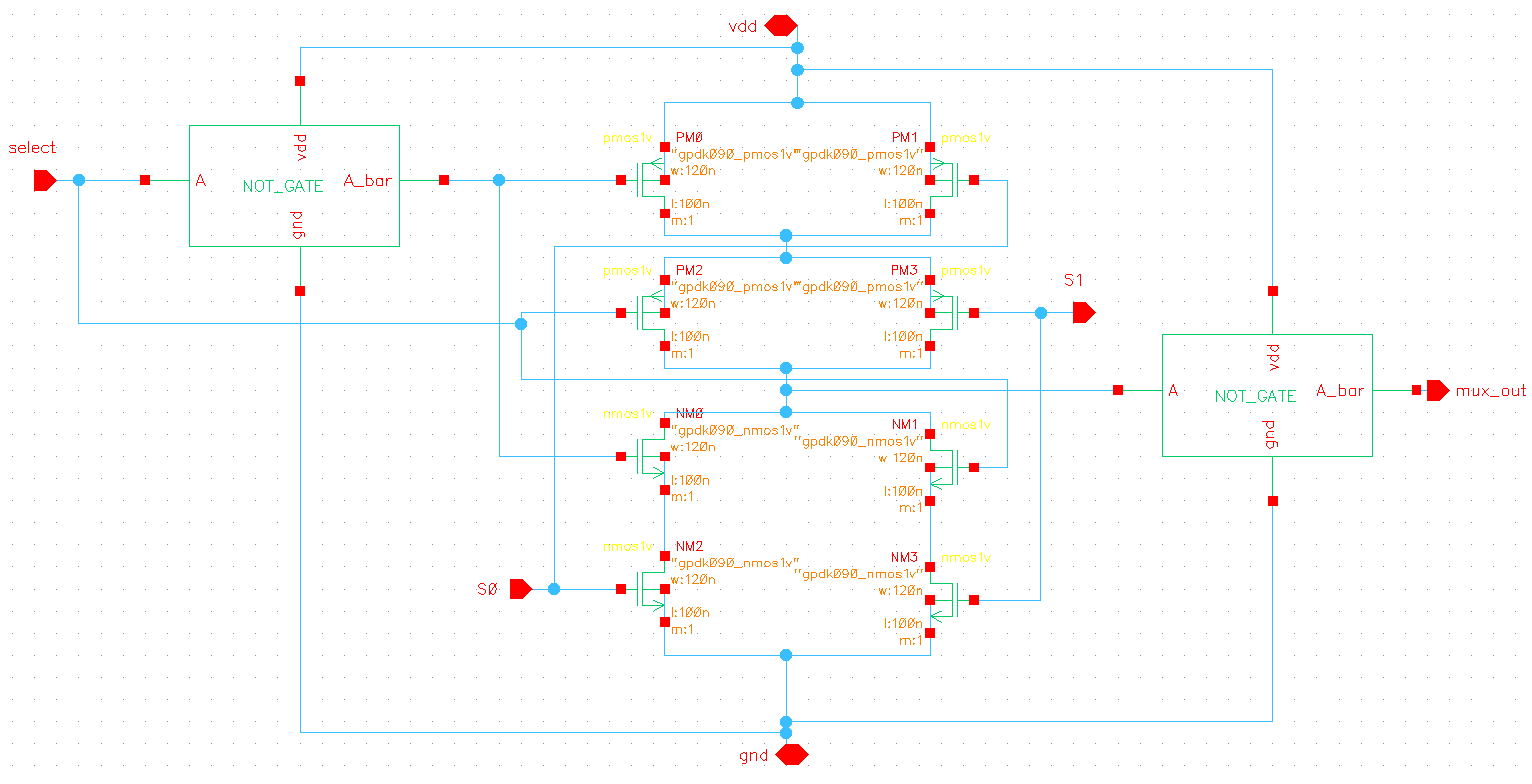 vdd
select
vdd
A
NOT_GATE
A_bar
gnd
pmos1v
PM0
"gpdk090_pmos1v"
w:120n
l:100n
m:1
PM1
pmos1v
"gpdk090_pmos1v"
w:120n
l:100n
m:1
pmos1v
PM2
"gpdk090_pmos1v"
w:120n
l:100n
m:1
PM3
pmos1v
"gpdk090_pmos1v"
w:120n
l:100n
m:1
S1
vdd
A
NOT_GATE
A_bar
gnd
mux_out
nmos1v
NM0
"gpdk090_nmos1v"
w:120n
l:100n
m:1
NM1
nmos1v
"gpdk090_nmos1v"
w:120n
l:100n
m:1
nmos1v
NM2
"gpdk090_nmos1v"
w:120n
l:100n
m:1
NM3
nmos1v
"gpdk090_nmos1v"
w:120n
l:100n
m:1
S0
gnd